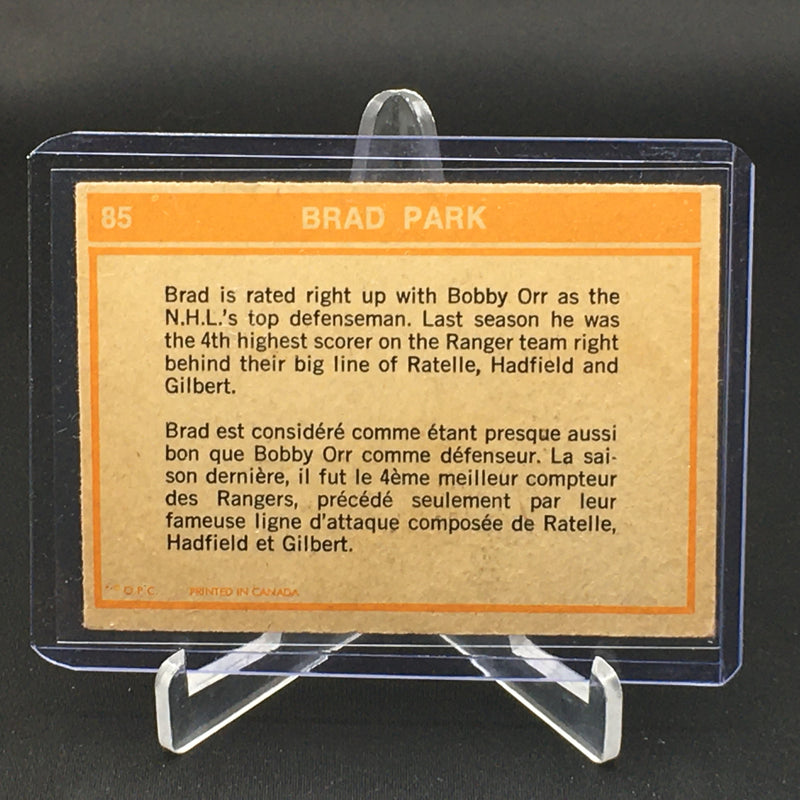 85 BRAD PARK
Brad is rated right up with Bobby Orr as the
N.H.L.'s top defenseman. Last season he was
the 4th highest scorer on the Ranger team right
behind their big line of Ratelle, Hadfield and
Gilbert.
Brad est considéré comme étant presque aussi
bon que Bobby Orr comme défenseur. La sai-
son dernière, il fut le 4ème meilleur compteur
des Rangers, précédé seulement par leur
fameuse ligne d'attaque composée de Ratelle,
Hadfield et Gilbert.
O.P.C. PRINTED IN CANADA